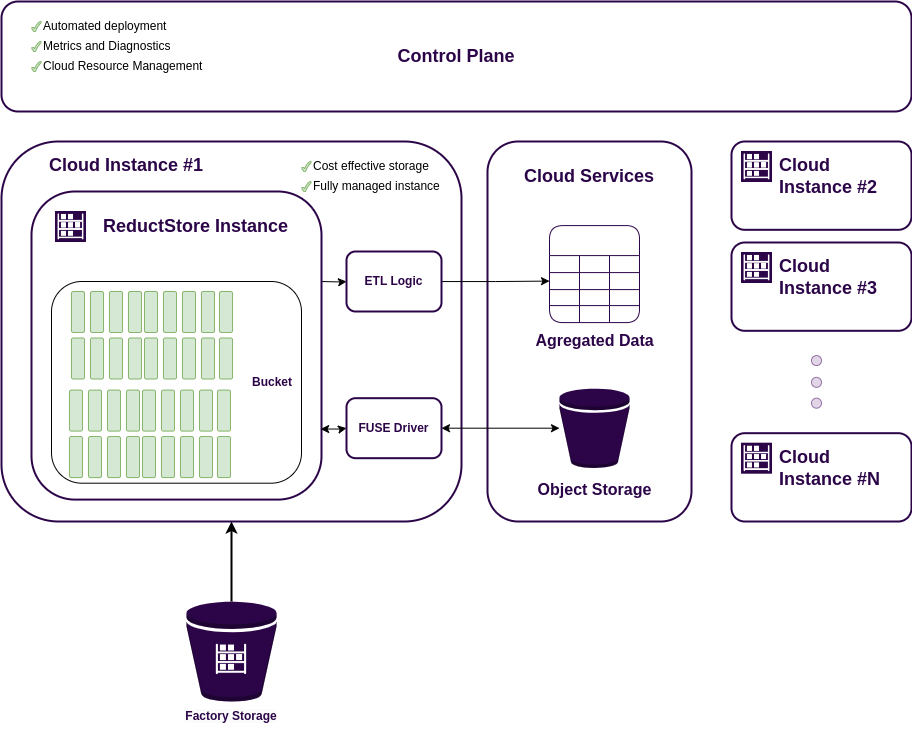 Automated deployment
Metrics and Diagnostics
Cloud Resource Management
Control Plane
Cloud Instance #1
Cost effective storage
Fully managed instance
ReductStore Instance
Bucket
ETL Logic
FUSE Driver
Cloud Services
Agregated Data
Object Storage
Cloud
Instance #2
Cloud
Instance #3
Cloud
Instance #N
Factory Storage